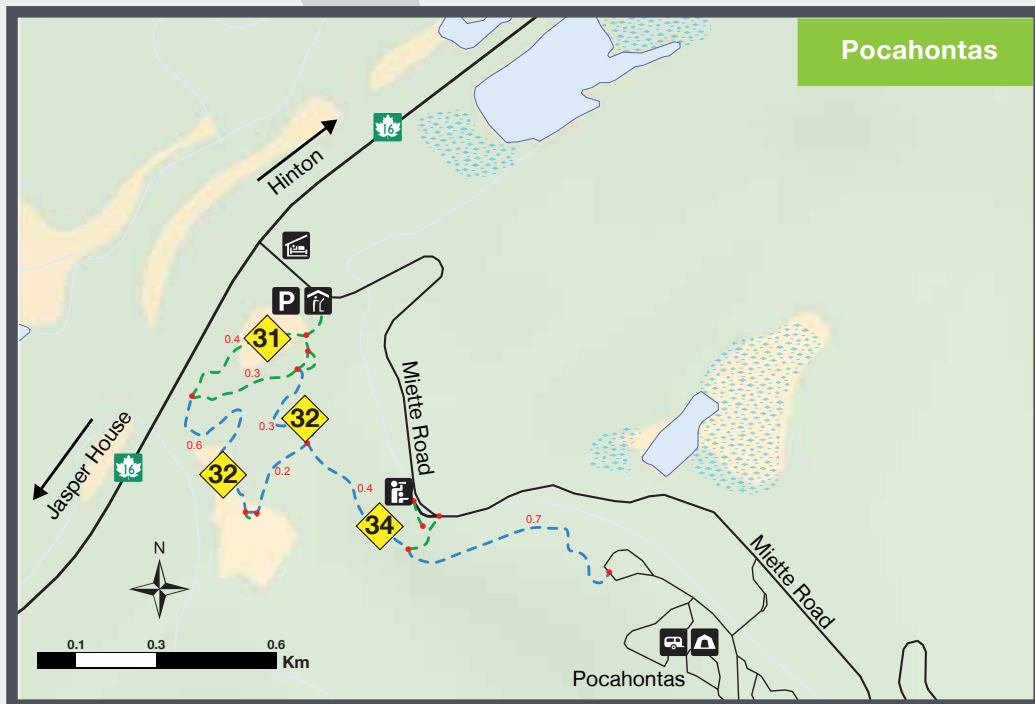 Pocahontas
16
Hinton
P
31
0.4
0.3
32
0.3
0.6
32
0.2
Jasper House
16
Miette Road
0.4
34
0.7
Miette Road
N
0.1 0.3 0.6
Km
Pocahontas